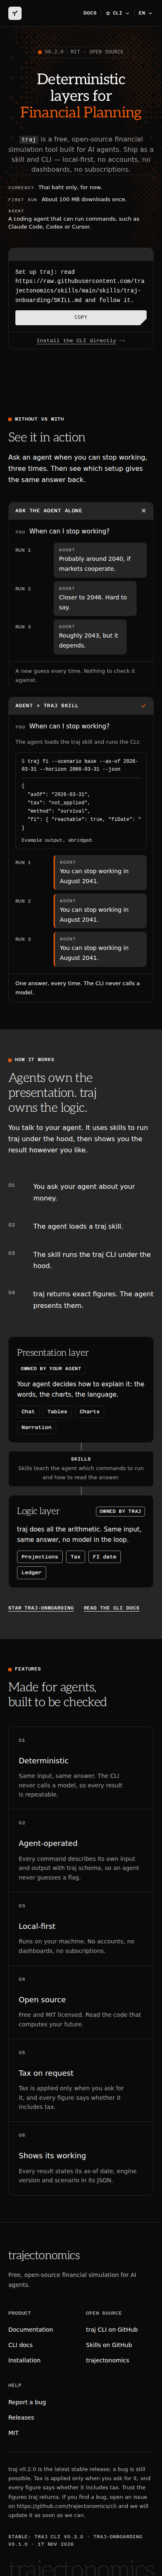 DOCS
CLI
EN
V0.2.0 | MIT · OPEN SOURCE
Deterministic
layers for
Financial Planning
traj is a free, open-source financial
simulation tool built for AI agents. Ship as a
skill and CLI — local-first, no accounts, no
dashboards, no subscriptions.
CURRENCY Thai baht only, for now.
FIRST RUN About 100 MB downloads once.
AGENT
A coding agent that can run commands, such as
Claude Code, Codex or Cursor.
Set up traj: read
https://raw.githubusercontent.com/tra
jectonomics/skills/main/skills/traj-
onboarding/SKILL.md and follow it.
COPY
Install the CLI directly →
WITHOUT VS WITH
See it in action
Ask an agent when you can stop working,
three times. Then see which setup gives
the same answer back.
ASK THE AGENT ALONE ✕
YOU When can I stop working?
RUN 1
AGENT
Probably around 2040, if
markets cooperate.
RUN 2
AGENT
Closer to 2046. Hard to
say.
RUN 3
AGENT
Roughly 2043, but it
depends.
A new guess every time. Nothing to check it
against.
AGENT + TRAJ SKILL ✓
YOU When can I stop working?
The agent loads the traj skill and runs the CLI:
$ traj fi --scenario base --as-of 2026-
03-31 --horizon 2066-03-31 --json
{
"asOf": "2026-03-31",
"tax": "not_applied",
"method": "survival",
"fi": { "reachable": true, "fiDate": "
}
Example output, abridged.
RUN 1
AGENT
You can stop working in
August 2041.
RUN 2
AGENT
You can stop working in
August 2041.
RUN 3
AGENT
You can stop working in
August 2041.
One answer, every time. The CLI never calls a
model.
HOW IT WORKS
Agents own the
presentation. traj
owns the logic.
You talk to your agent. It uses skills to run
traj under the hood, then shows you the
result however you like.
01
You ask your agent about your
money.
02
The agent loads a traj skill.
03
The skill runs the traj CLI under the
hood.
04
traj returns exact figures. The agent
presents them.
Presentation layer
OWNED BY YOUR AGENT
Your agent decides how to explain it: the
words, the charts, the language.
Chat
Tables
Charts
Narration
SKILLS
Skills teach the agent which commands to run
and how to read the answer.
Logic layer
OWNED BY TRAJ
traj does all the arithmetic. Same input,
same answer, no model in the loop.
Projections
Tax
FI date
Ledger
STAR TRAJ-ONBOARDING
READ THE CLI DOCS
FEATURES
Made for agents,
built to be checked
01
Deterministic
Same input, same answer. The CLI
never calls a model, so every result
is repeatable.
02
Agent-operated
Every command describes its own input
and output with traj schema, so an agent
never guesses a flag.
03
Local-first
Runs on your machine. No accounts, no
dashboards, no subscriptions.
04
Open source
Free and MIT licensed. Read the code that
computes your future.
05
Tax on request
Tax is applied only when you ask for
it, and every figure says whether it
includes tax.
06
Shows its working
Every result states its as-of date, engine
version and scenario in its JSON.
trajectonomics
Free, open-source financial simulation for AI
agents.
PRODUCT
Documentation
CLI docs
Installation
OPEN SOURCE
traj CLI on GitHub
Skills on GitHub
trajectonomics
HELP
Report a bug
Releases
MIT
traj v0.2.0 is the latest stable release; a bug is still
possible. Tax is applied only when you ask for it, and
every figure says whether it includes tax. Trust the
figures traj returns. If you find a bug, open an issue
on https://github.com/trajectonomics/cli and we will
update it as soon as we can.
STABLE: TRAJ CLI V0.2.0 · TRAJ-ONBOARDING
V0.1.0 · 17 NOV 2026
trajectonomics